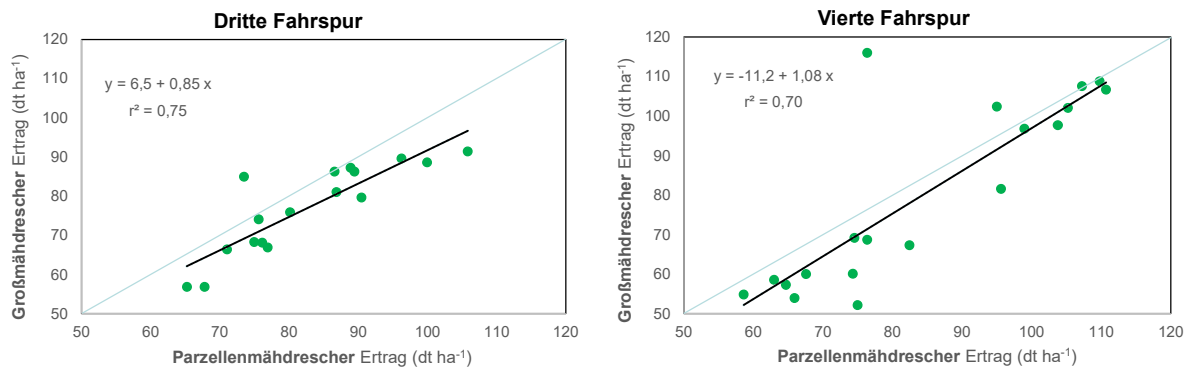 Dritte Fahrspur
120
110
100
90
80
70
60
50
Großmähdrescher Ertrag (dt ha-1)
y = 6,5 + 0,85 x
r² = 0,75
50 60 70 80 90 100 110 120
Parzellenmähdrescher Ertrag (dt ha-1)
Vierte Fahrspur
120
110
100
90
80
70
60
50
Großmähdrescher Ertrag (dt ha-1)
y = -11,2 + 1,08 x
r² = 0,70
50 60 70 80 90 100 110 120
Parzellenmähdrescher Ertrag (dt ha-1)